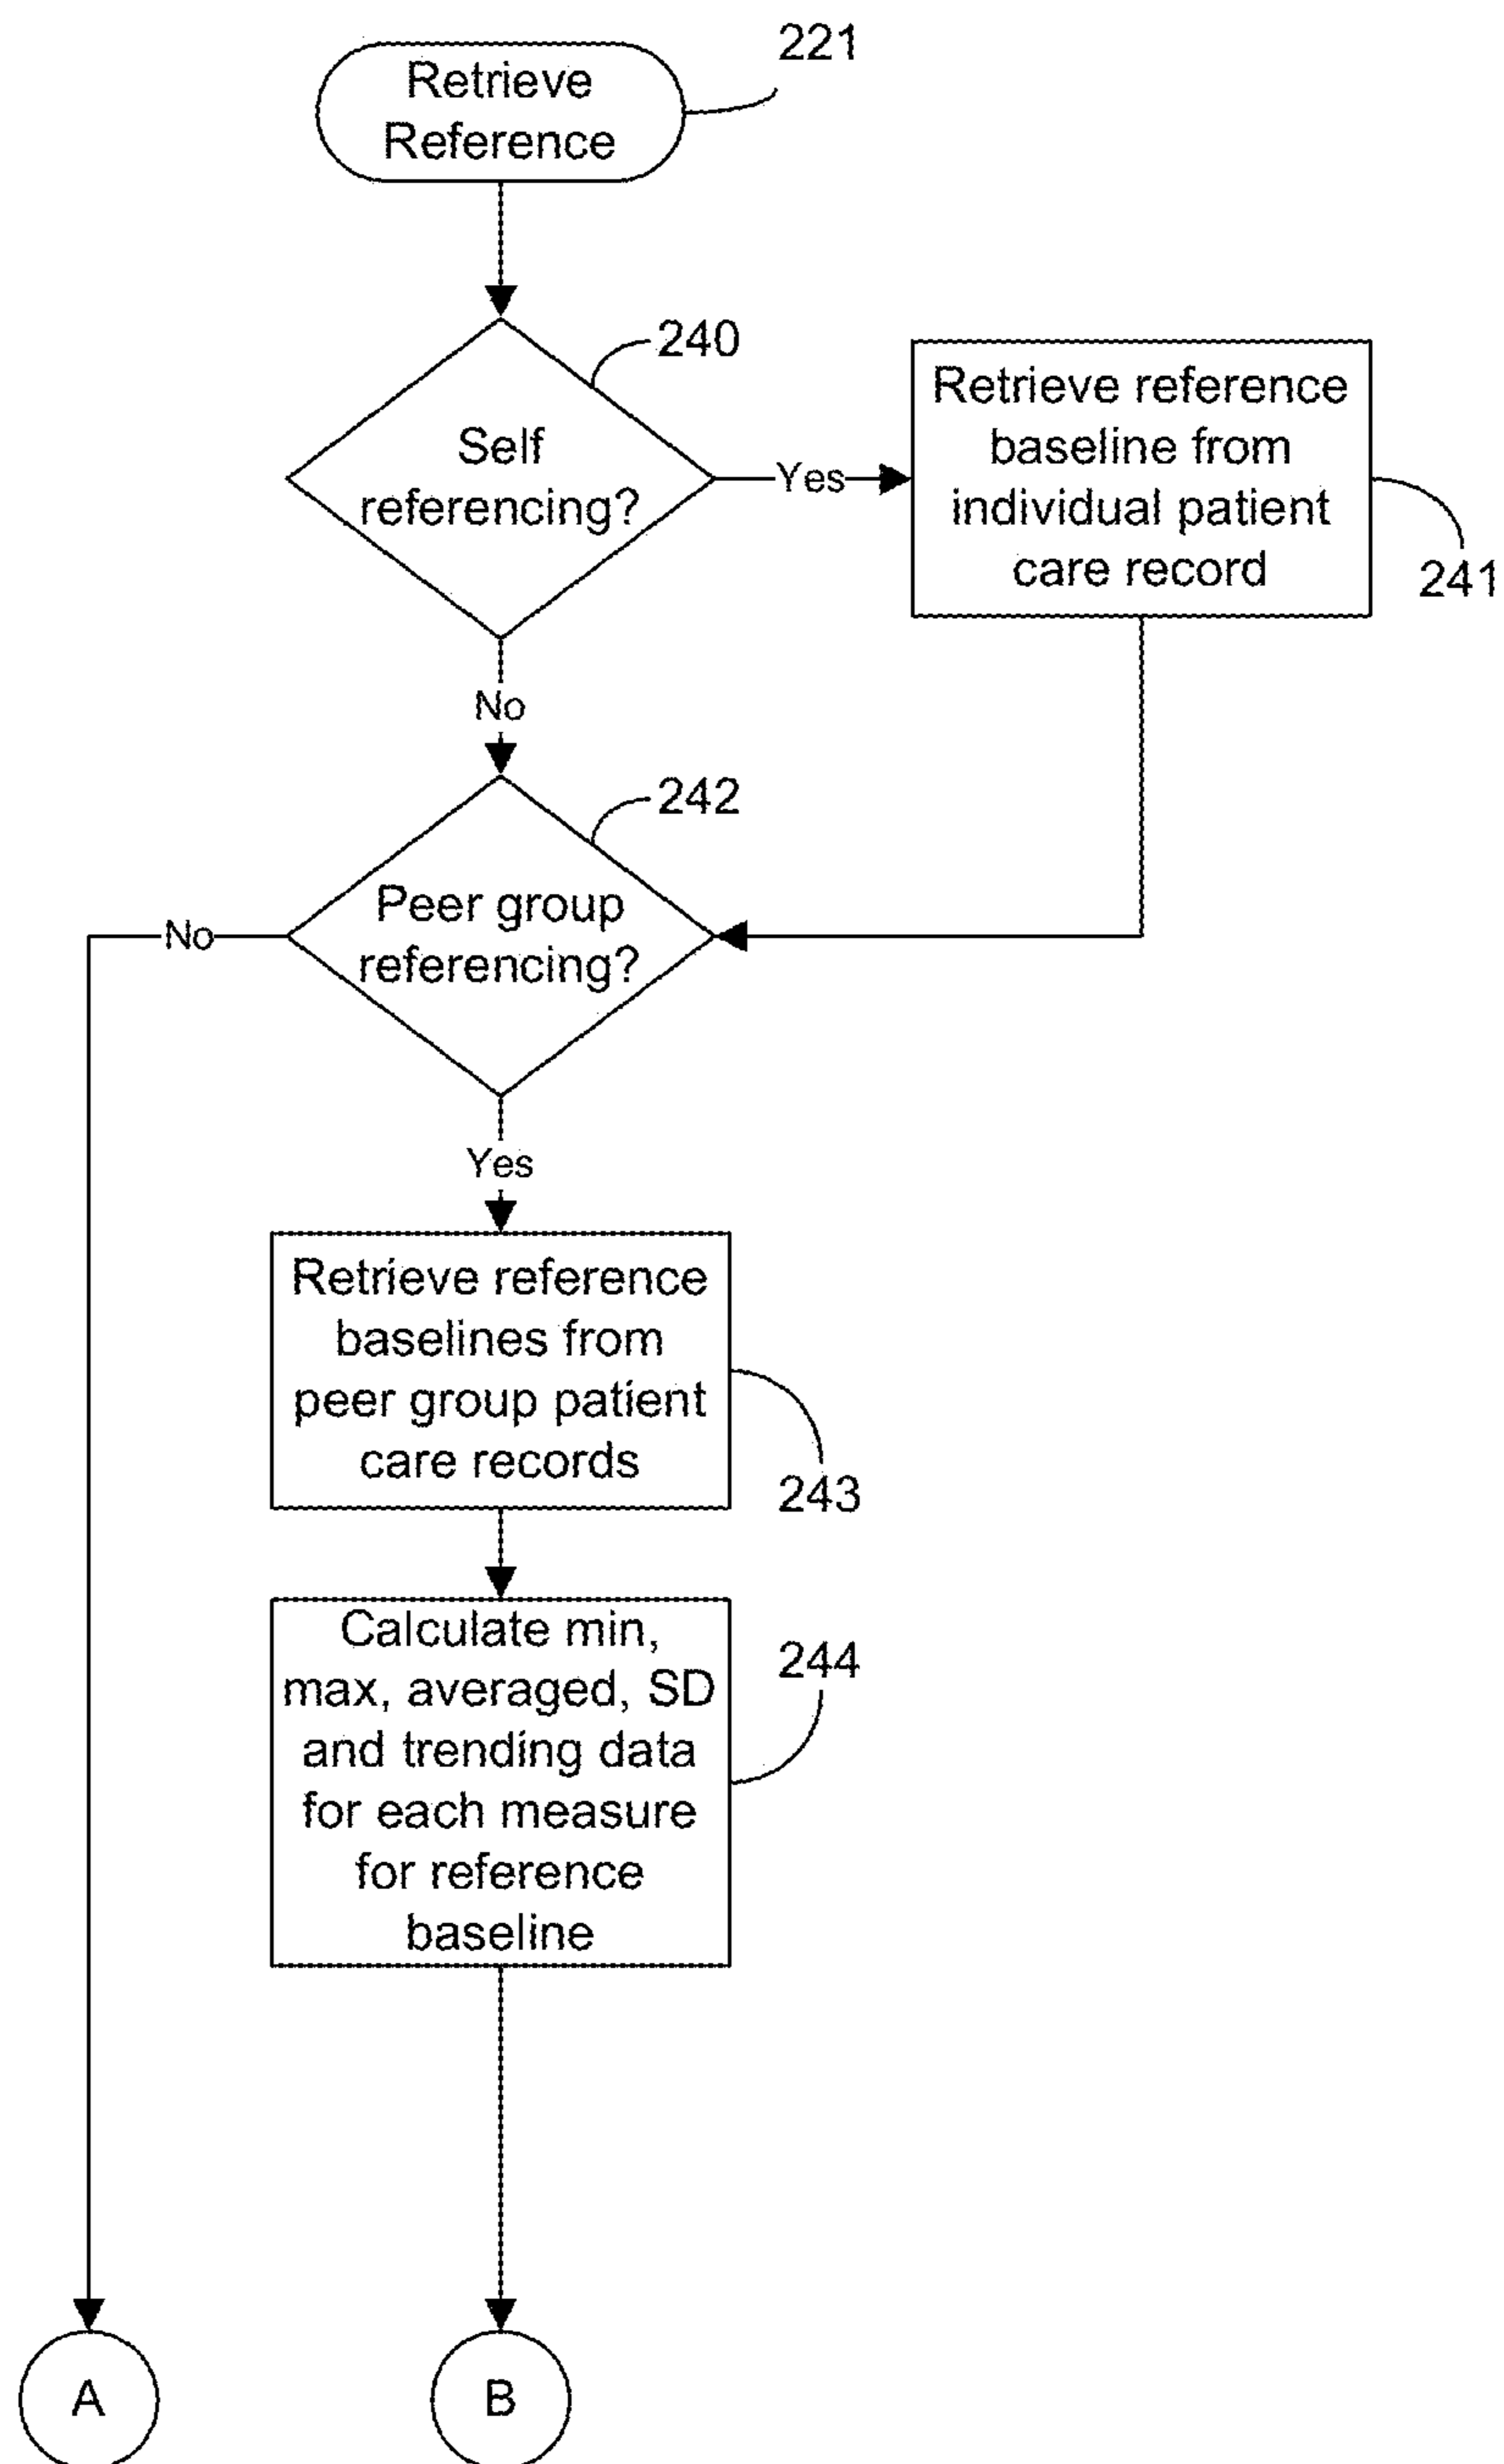 221
Retrieve
Reference
240
Self
referencing?
Yes
Retrieve reference
baseline from
individual patient
care record
241
No
242
Peer group
referencing?
No
Yes
Retrieve reference
baselines from
peer group patient
care records
243
Calculate min,
max, averaged, SD
and trending data
for each measure
for reference
baseline
244
A
B